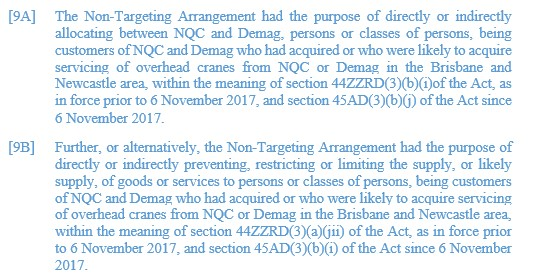 [9A] The Non-Targeting Arrangement had the purpose of directly or indirectly
allocating between NQC and Demag, persons or classes of persons, being
customers of NQC and Demag who had acquired or who were likely to acquire
servicing of overhead cranes from NQC or Demag in the Brisbane and
Newcastle area, within the meaning of section 44ZZRD(3)(b)(i)of the Act, as
in force prior to 6 November 2017, and section 45AD(3)(b)(j) of the Act since
6 November 2017.
[9B] Further, or alternatively, the Non-Targeting Arrangement had the purpose of
directly or indirectly preventing, restricting or limiting the supply, or likely
supply, of goods or services to persons or classes of persons, being customers
of NQC and Demag who had acquired or who were likely to acquire servicing
of overhead cranes from NQC or Demag in the Brisbane and Newcastle area,
within the meaning of section 44ZZRD(3)(a)(jii) of the Act, as in force prior
to 6 November 2017, and section 45AD(3)(b)(i) of the Act since 6 November
2017.